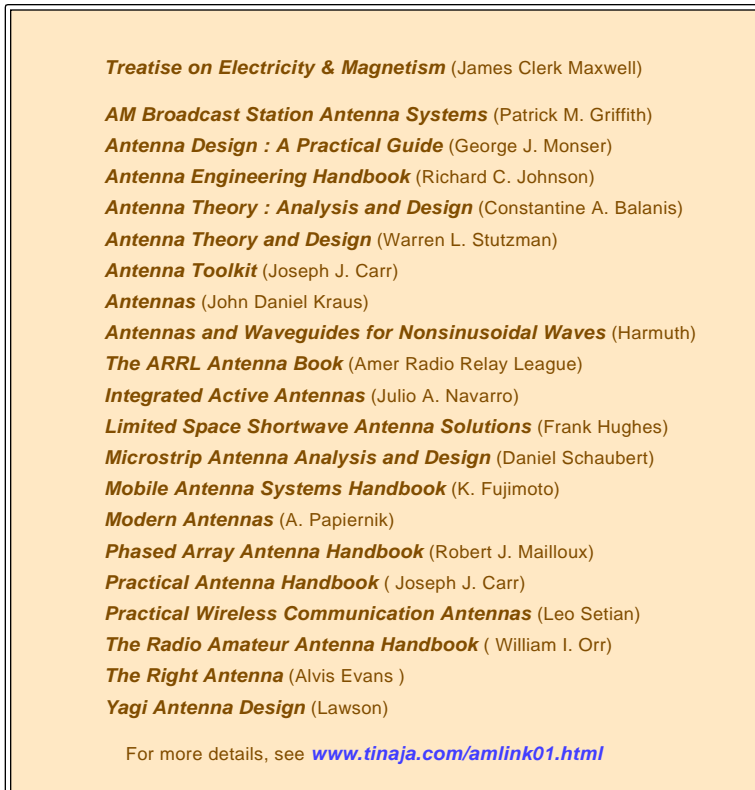 Treatise on Electricity & Magnetism (James Clerk Maxwell)
AM Broadcast Station Antenna Systems (Patrick M. Griffith)
Antenna Design : A Practical Guide (George J. Monser)
Antenna Engineering Handbook (Richard C. Johnson)
Antenna Theory : Analysis and Design (Constantine A. Balanis)
Antenna Theory and Design (Warren L. Stutzman)
Antenna Toolkit (Joseph J. Carr)
Antennas (John Daniel Kraus)
Antennas and Waveguides for Nonsinusoidal Waves (Harmuth)
The ARRL Antenna Book (Amer Radio Relay League)
Integrated Active Antennas (Julio A. Navarro)
Limited Space Shortwave Antenna Solutions (Frank Hughes)
Microstrip Antenna Analysis and Design (Daniel Schaubert)
Mobile Antenna Systems Handbook (K. Fujimoto)
Modern Antennas (A. Papiernik)
Phased Array Antenna Handbook (Robert J. Mailloux)
Practical Antenna Handbook ( Joseph J. Carr)
Practical Wireless Communication Antennas (Leo Setian)
The Radio Amateur Antenna Handbook ( William I. Orr)
The Right Antenna (Alvis Evans )
Yagi Antenna Design (Lawson)
For more details, see www.tinaja.com/amlink01.html